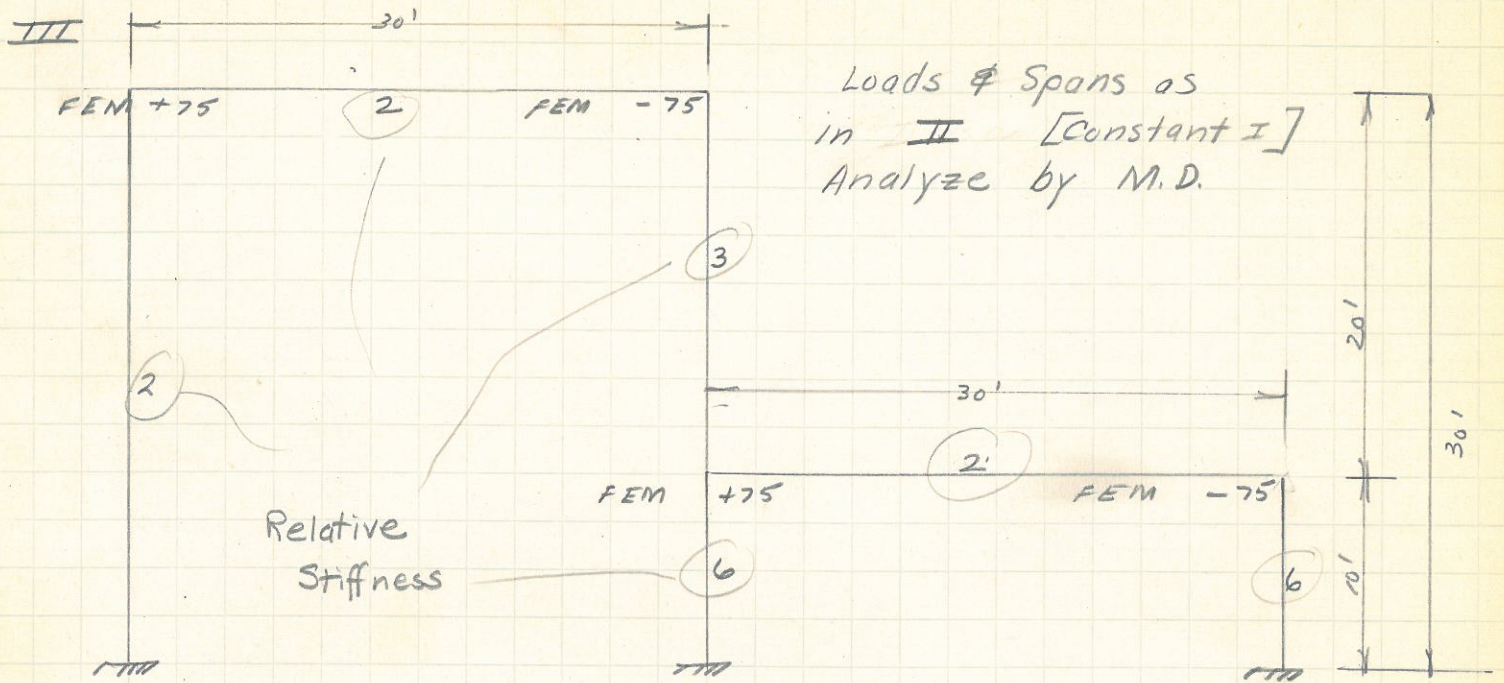 III
30'
FEM +75 2 FEM -75
Loads & Spans as
in II [Constant I]
Analyze by M.D.
3
20'
2
30'
30'
2
FEM +75 FEM -75
Relative
Stiffness
6
6
10'